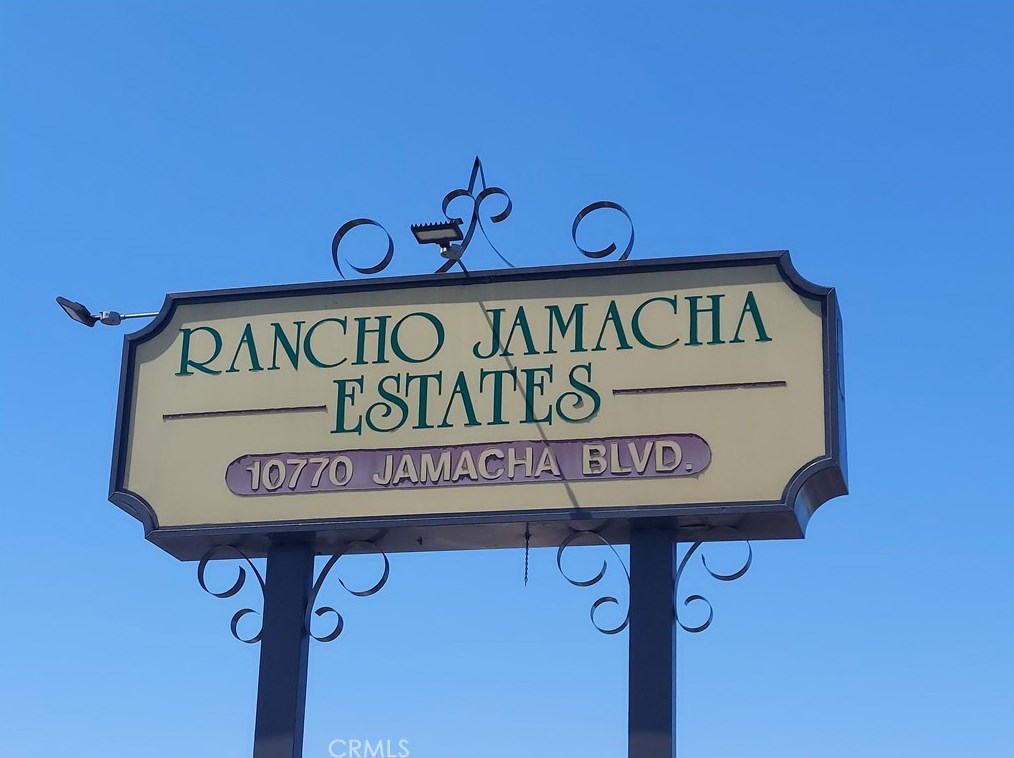 RANCHO JAMACHA
ESTATES
10770 JAMACHA BLVD.
CRMLS